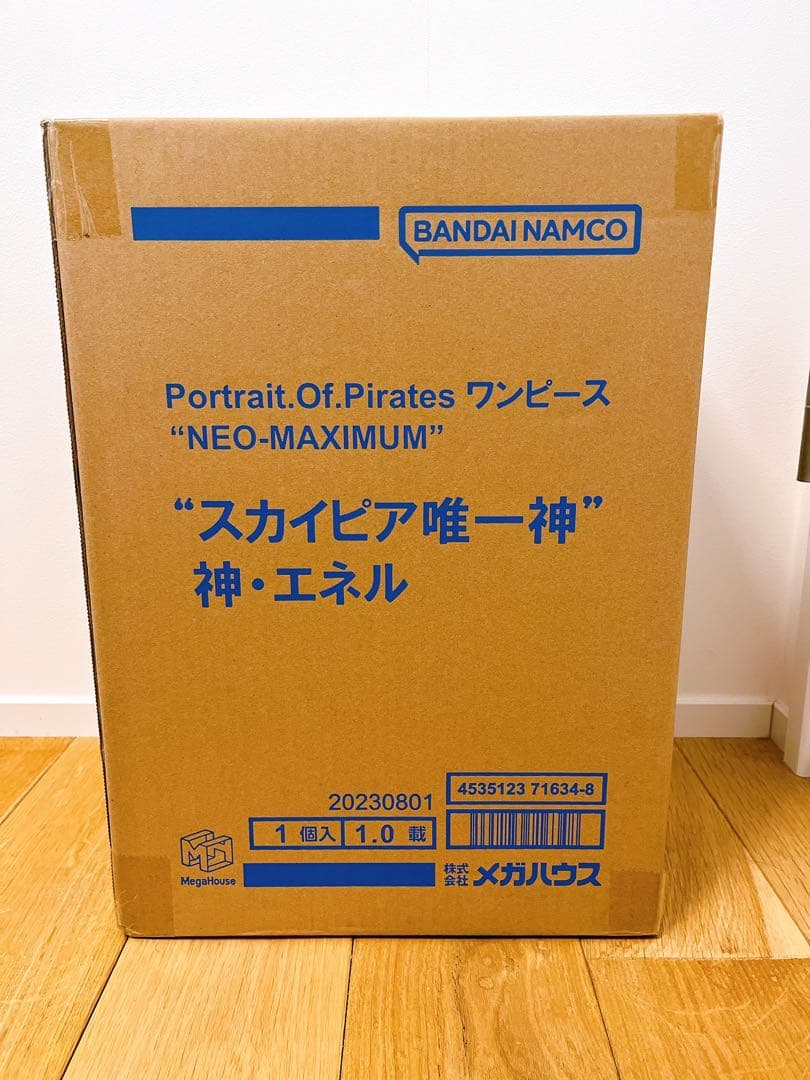 BANDAI NAMCO
Portrait.Of.Pirates ワンピース
“NEO-MAXIMUM”
“スカイピア唯一神”
神・エネル
4535123 71634-8
20230801
1 個入 1.0 載
MegaHouse
株式会社 メガハウス